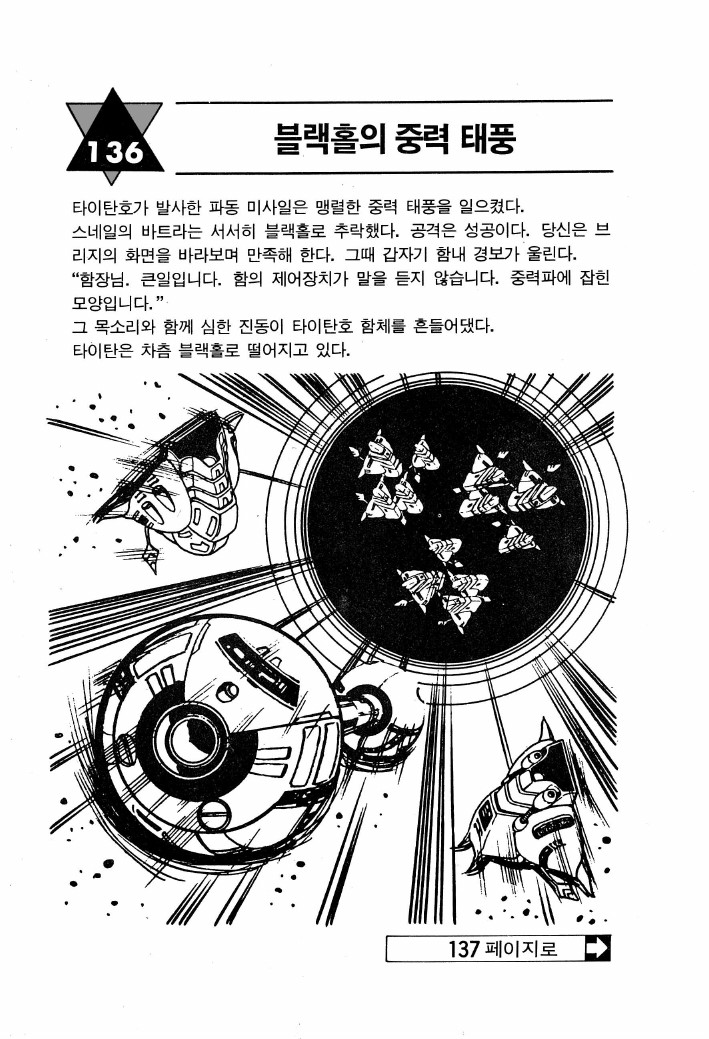 136
블랙홀의 중력 태풍
타이탄호가 발사한 파동 미사일은 맹렬한 중력 태풍을 일으켰다.
스네일의 바트라는 서서히 블랙홀로 추락했다. 공격은 성공이다. 당신은 브
리지의 화면을 바라보며 만족해 한다. 그때 갑자기 함내 경보가 울린다.
“함장님. 큰일입니다. 함의 제어장치가 말을 듣지 않습니다. 중력파에 잡힌
모양입니다.”
그 목소리와 함께 심한 진동이 타이탄호 함체를 흔들어댔다.
타이탄은 차츰 블랙홀로 떨어지고 있다.
137 페이지로